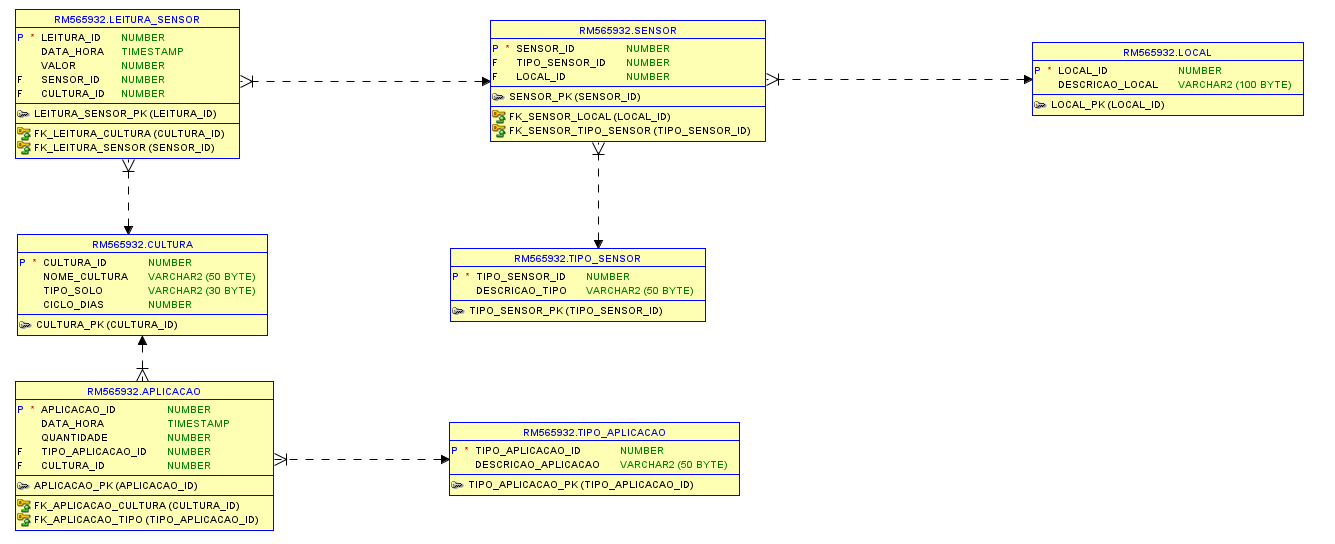 RM565932.LEITURA_SENSOR
P * LEITURA_ID NUMBER
DATA_HORA TIMESTAMP
VALOR NUMBER
F SENSOR_ID NUMBER
F CULTURA_ID NUMBER
LEITURA_SENSOR_PK (LEITURA_ID)
FK_LEITURA_CULTURA (CULTURA_ID)
FK_LEITURA_SENSOR (SENSOR_ID)
RM565932.SENSOR
P * SENSOR_ID NUMBER
F TIPO_SENSOR_ID NUMBER
F LOCAL_ID NUMBER
SENSOR_PK (SENSOR_ID)
FK_SENSOR_LOCAL (LOCAL_ID)
FK_SENSOR_TIPO_SENSOR (TIPO_SENSOR_ID)
RM565932.LOCAL
P * LOCAL_ID NUMBER
DESCRICAO_LOCAL VARCHAR2 (100 BYTE)
LOCAL_PK (LOCAL_ID)
RM565932.CULTURA
P * CULTURA_ID NUMBER
NOME_CULTURA VARCHAR2 (50 BYTE)
TIPO_SOLO VARCHAR2 (30 BYTE)
CICLO_DIAS NUMBER
CULTURA_PK (CULTURA_ID)
RM565932.TIPO_SENSOR
P * TIPO_SENSOR_ID NUMBER
DESCRICAO_TIPO VARCHAR2 (50 BYTE)
TIPO_SENSOR_PK (TIPO_SENSOR_ID)
RM565932.APLICACAO
P * APLICACAO_ID NUMBER
DATA_HORA TIMESTAMP
QUANTIDADE NUMBER
F TIPO_APLICACAO_ID NUMBER
F CULTURA_ID NUMBER
APLICACAO_PK (APLICACAO_ID)
FK_APLICACAO_CULTURA (CULTURA_ID)
FK_APLICACAO_TIPO (TIPO_APLICACAO_ID)
RM565932.TIPO_APLICACAO
P * TIPO_APLICACAO_ID NUMBER
DESCRICAO_APLICACAO VARCHAR2 (50 BYTE)
TIPO_APLICACAO_PK (TIPO_APLICACAO_ID)